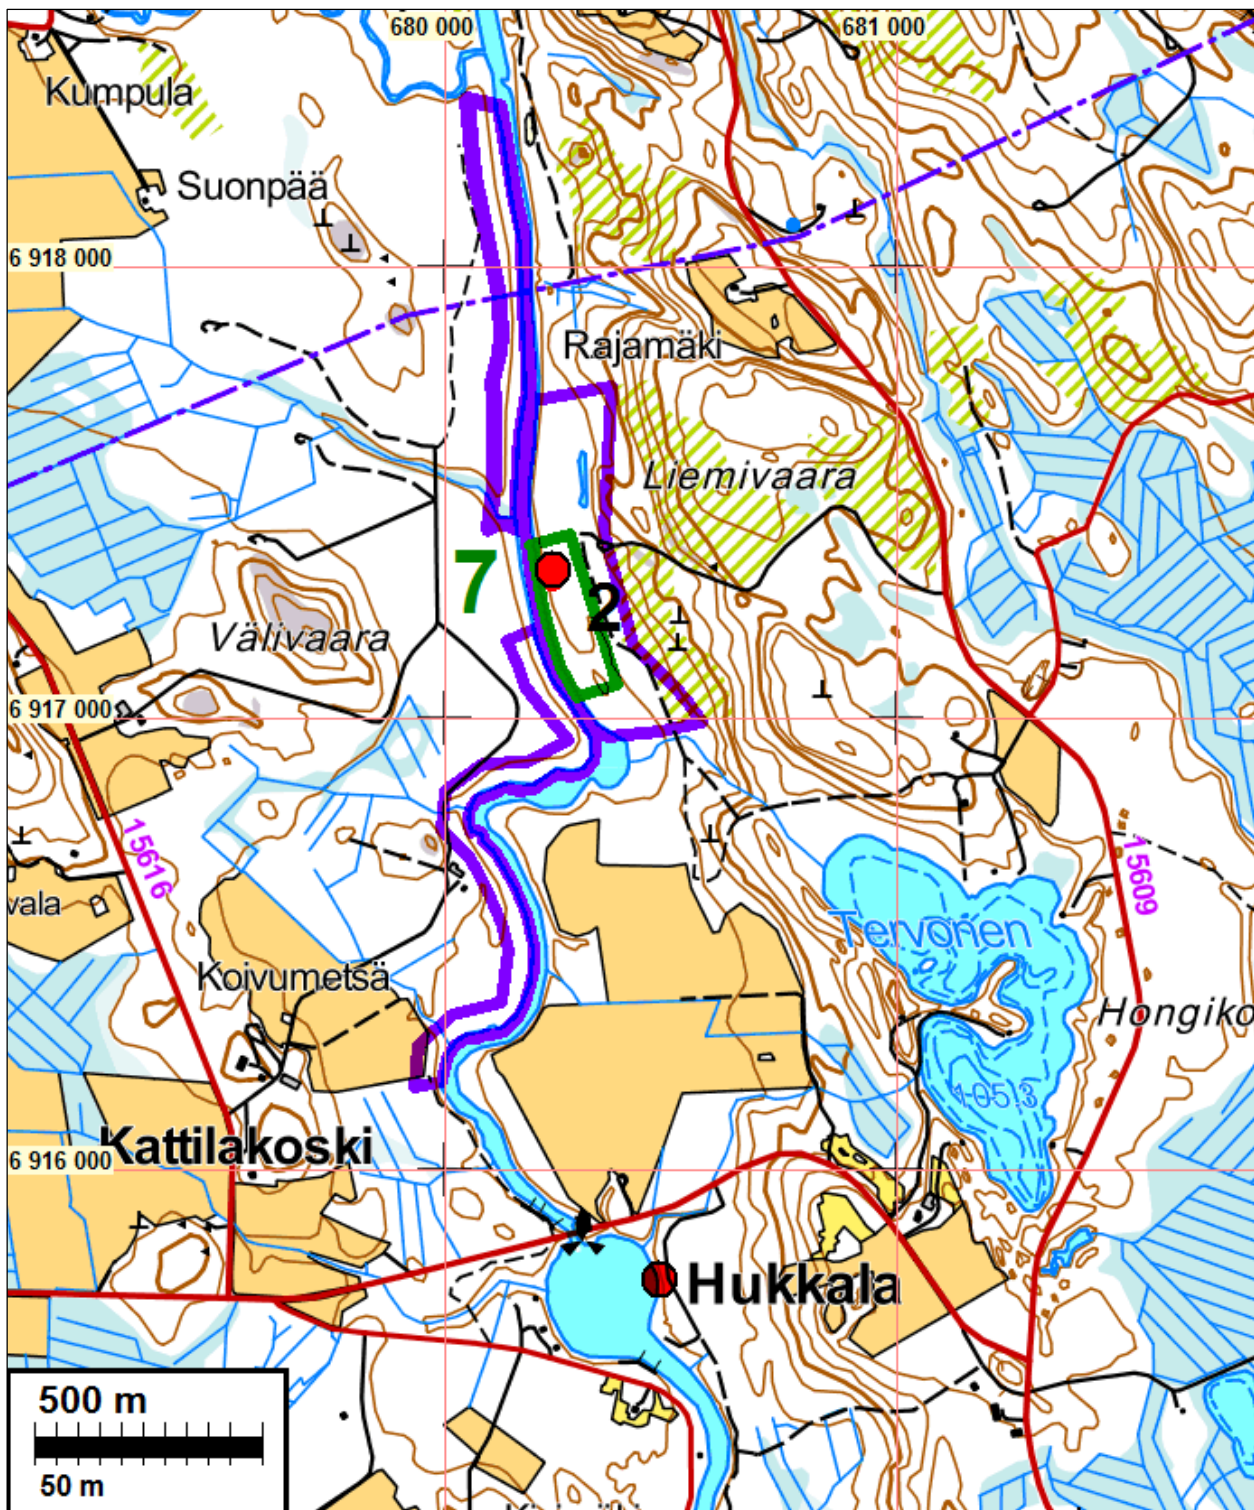 680 000
681 000
Kumpula
Suonpää
6 918 000
Rajamäki
Liemivaara
7
2
Välivaara
6 917 000
15616
15609
vala
Tervonen
Koivumetsä
Hongiko
105.3
Kattilakoski
6 916 000
Hukkala
500 m
50 m